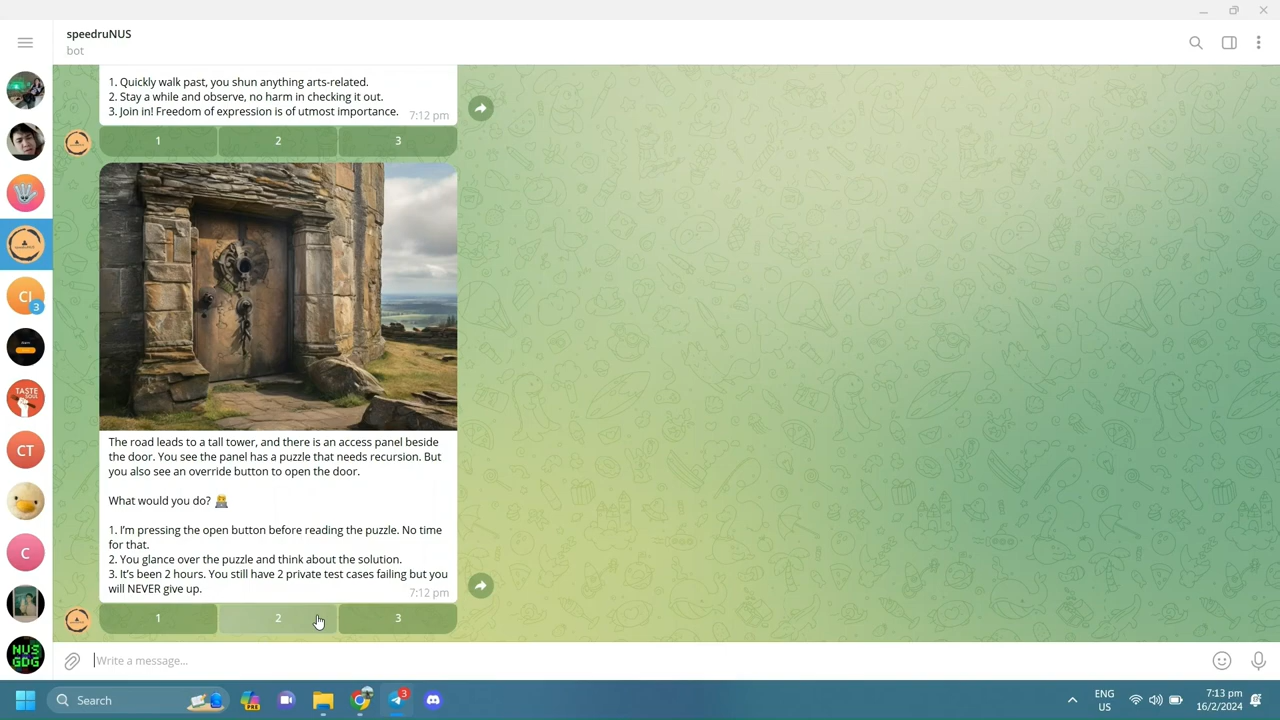 speedruNUS
bot
1. Quickly walk past, you shun anything arts-related.
2. Stay a while and observe, no harm in checking it out.
3. Join in! Freedom of expression is of utmost importance. 7:12 pm
1 2 3
The road leads to a tall tower, and there is an access panel beside
the door. You see the panel has a puzzle that needs recursion. But
you also see an override button to open the door.
What would you do?
1. I'm pressing the open button before reading the puzzle. No time
for that.
2. You glance over the puzzle and think about the solution.
3. It's been 2 hours. You still have 2 private test cases failing but you
will NEVER give up. 7:12 pm
1 2 3
CI
3
TASTE
SOUL
CT
C
NUS
GDG
Write a message...
Search
PRE
3
ENG
US
7:13 pm
16/2/2024